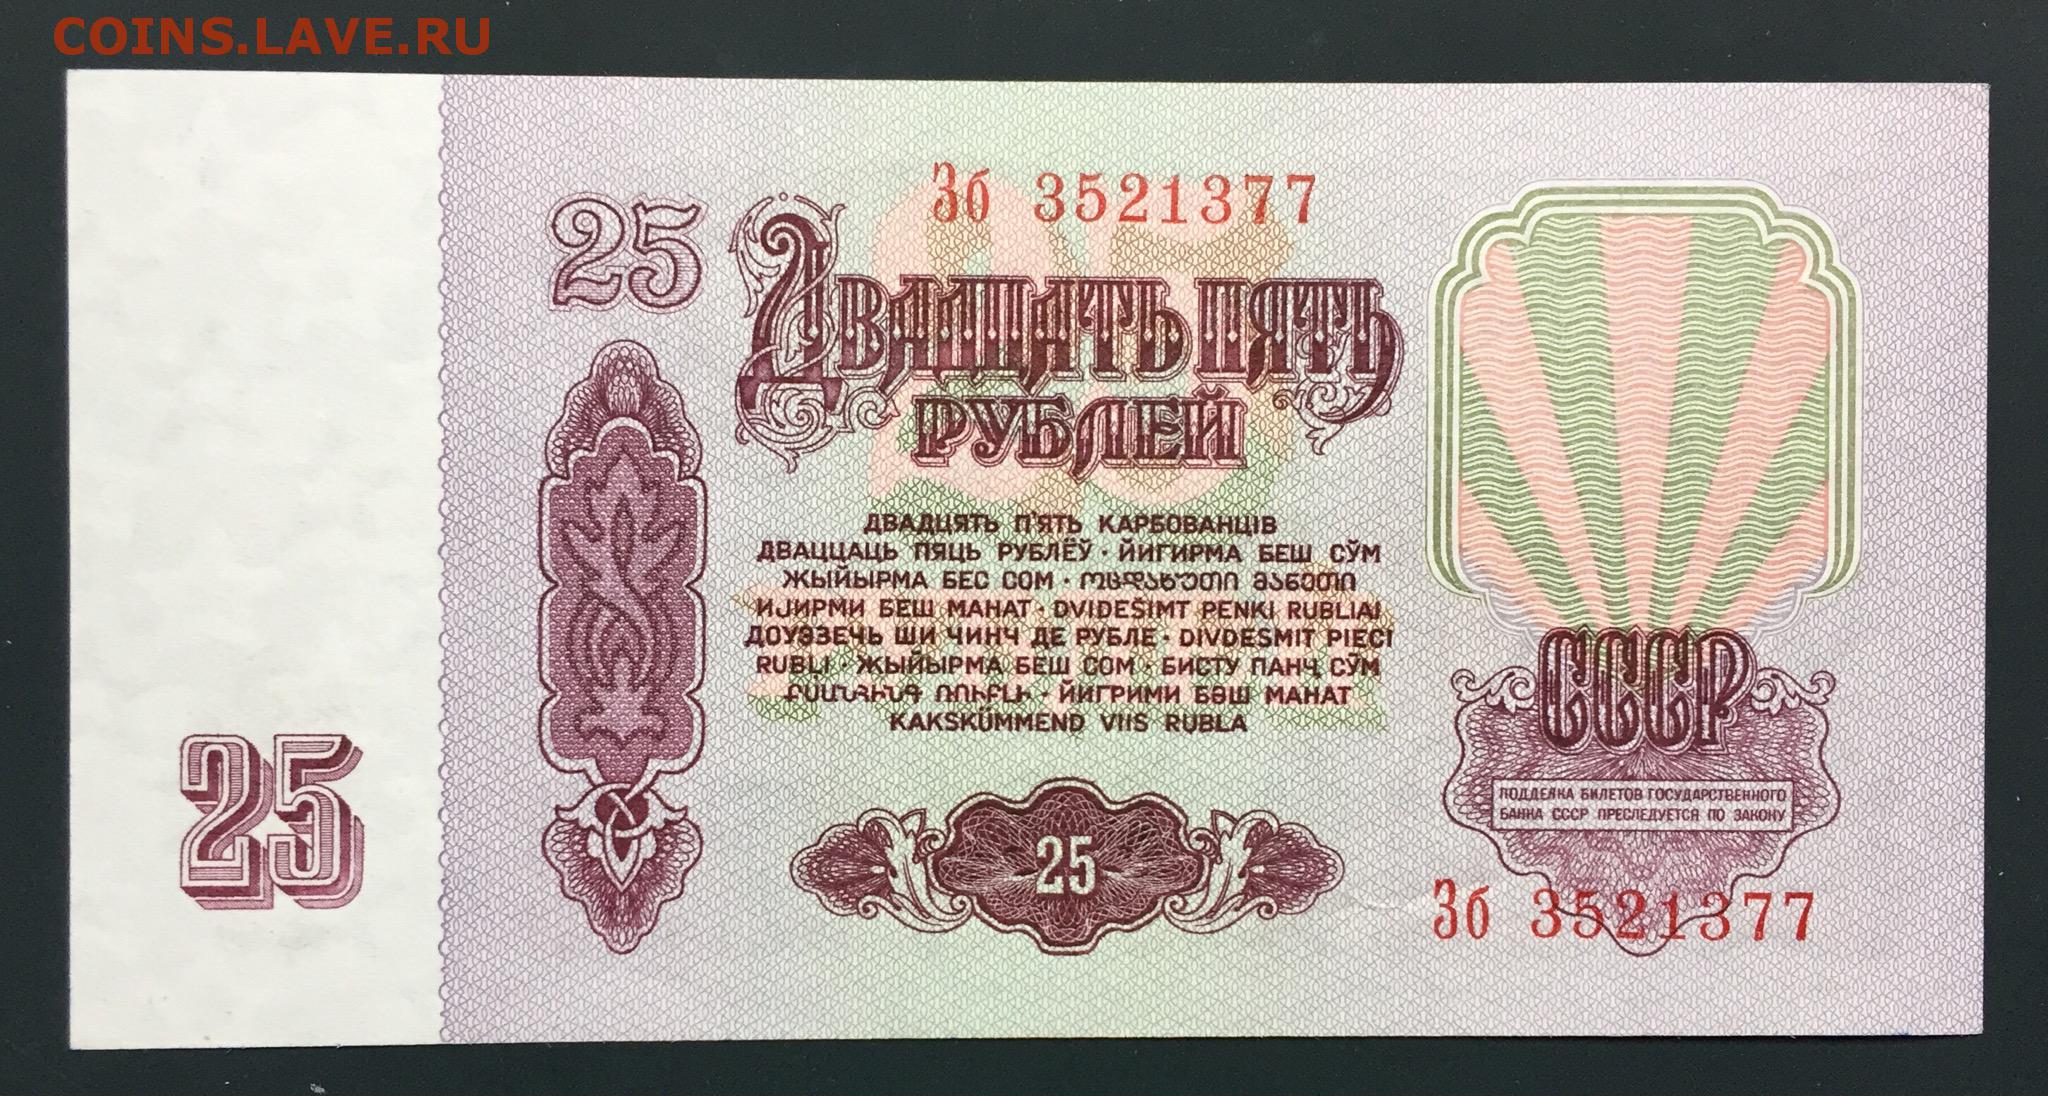 COINS.LAVE.RU
Зб 3521377
25
Двадцать пять
рублей
ДВАДЦЯТЬ П'ЯТЬ КАРБОВАНЦІВ
ДВАЦЦАЦЬ ПЯЦЬ РУБЛЁЎ · ЙИГИРМА БЕШ СЎМ
ЖЫЙЫРМА БЕС СОМ · ოცდახუთი მანეთი
ИЈИРМИ БЕШ МАНАТ · DVIDEŠIMT PENKI RUBLIAI
ДОУЭЗЕЧЬ ШИ ЧИНЧ ДЕ РУБЛЕ · DIVDESMIT PIECI
RUBĻI · ЖЫЙЫРМА БЕШ СОМ · БИСТУ ПАНҶ СӮМ
ՔՍԱՆՀԻՆԳ ՌՈՒԲԼԻ · ЙИГРИМИ БӘШ МАНАТ
KAKSKÜMMEND VIIS RUBLA
СССР
ПОДДЕЛКА БИЛЕТОВ ГОСУДАРСТВЕННОГО
БАНКА СССР ПРЕСЛЕДУЕТСЯ ПО ЗАКОНУ
25
25
Зб 3521377